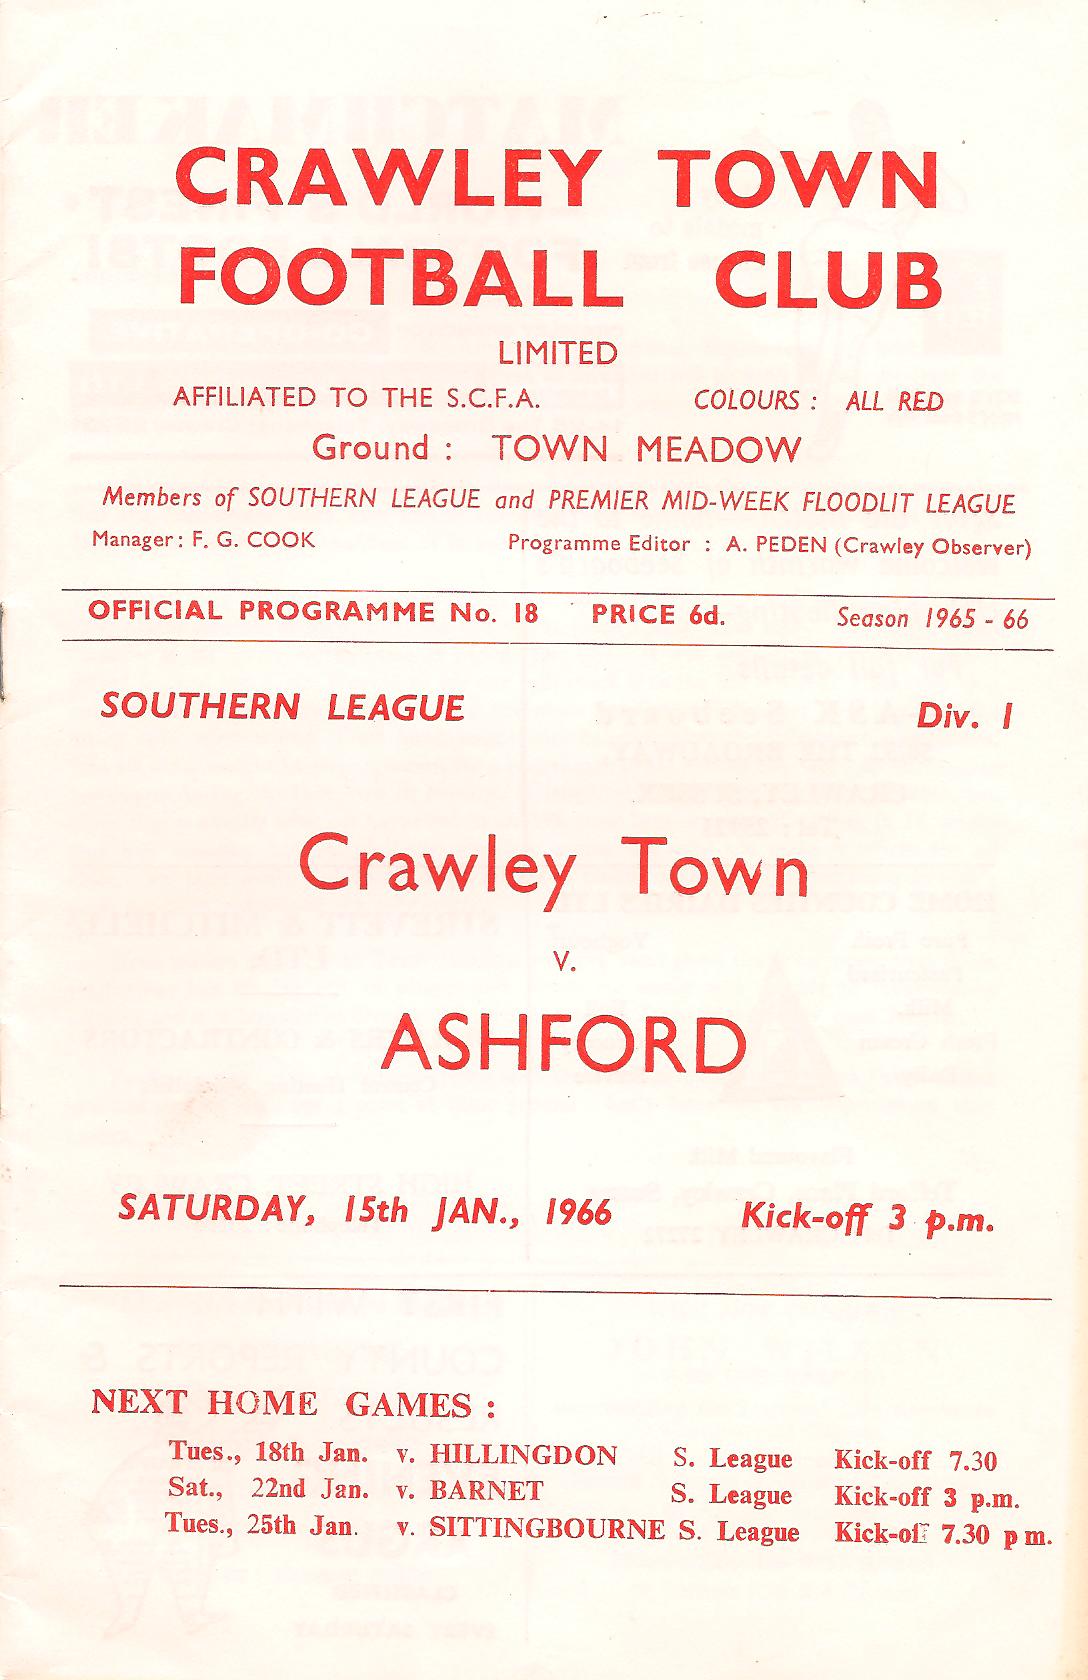 CRAWLEY TOWN
FOOTBALL CLUB
LIMITED
AFFILIATED TO THE S.C.F.A. COLOURS : ALL RED
Ground : TOWN MEADOW
Members of SOUTHERN LEAGUE and PREMIER MID-WEEK FLOODLIT LEAGUE
Manager: F. G. COOK Programme Editor : A. PEDEN (Crawley Observer)
OFFICIAL PROGRAMME No. 18 PRICE 6d. Season 1965 - 66
SOUTHERN LEAGUE Div. 1
Crawley Town
v.
ASHFORD
SATURDAY, 15th JAN., 1966 Kick-off 3 p.m.
NEXT HOME GAMES :
Tues., 18th Jan. v. HILLINGDON S. League Kick-off 7.30
Sat., 22nd Jan. v. BARNET S. League Kick-off 3 p.m.
Tues., 25th Jan. v. SITTINGBOURNE S. League Kick-off 7.30 p m.